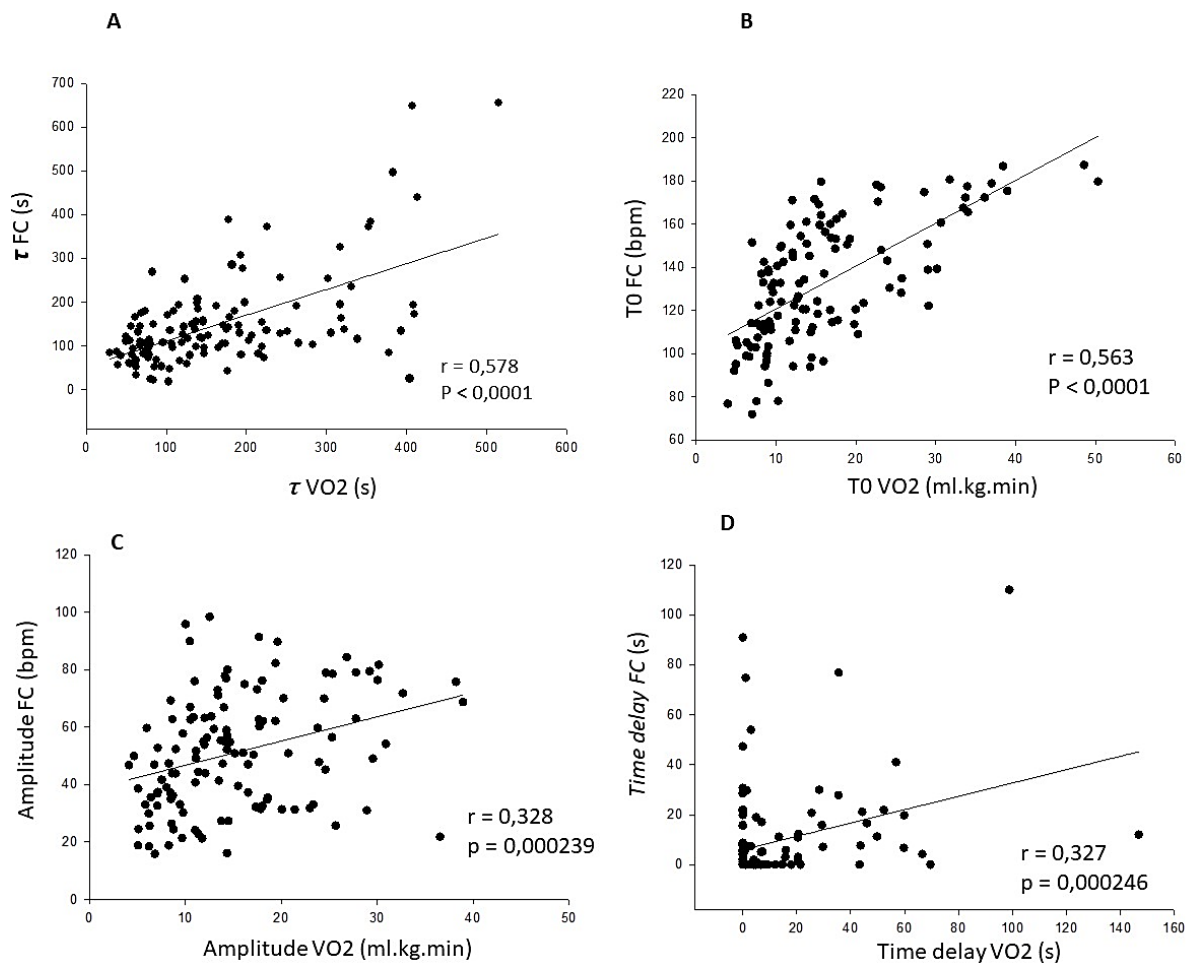 A
700
600
500
400
300
200
100
0
τ FC (s)
0 100 200 300 400 500 600
τ VO2 (s)
r = 0,578
P < 0,0001
B
220
200
180
160
140
120
100
80
60
T0 FC (bpm)
0 10 20 30 40 50 60
T0 VO2 (ml.kg.min)
r = 0,563
P < 0,0001
C
120
100
80
60
40
20
0
Amplitude FC (bpm)
0 10 20 30 40 50
Amplitude VO2 (ml.kg.min)
r = 0,328
p = 0,000239
D
120
100
80
60
40
20
0
Time delay FC (s)
0 20 40 60 80 100 120 140 160
Time delay VO2 (s)
r = 0,327
p = 0,000246